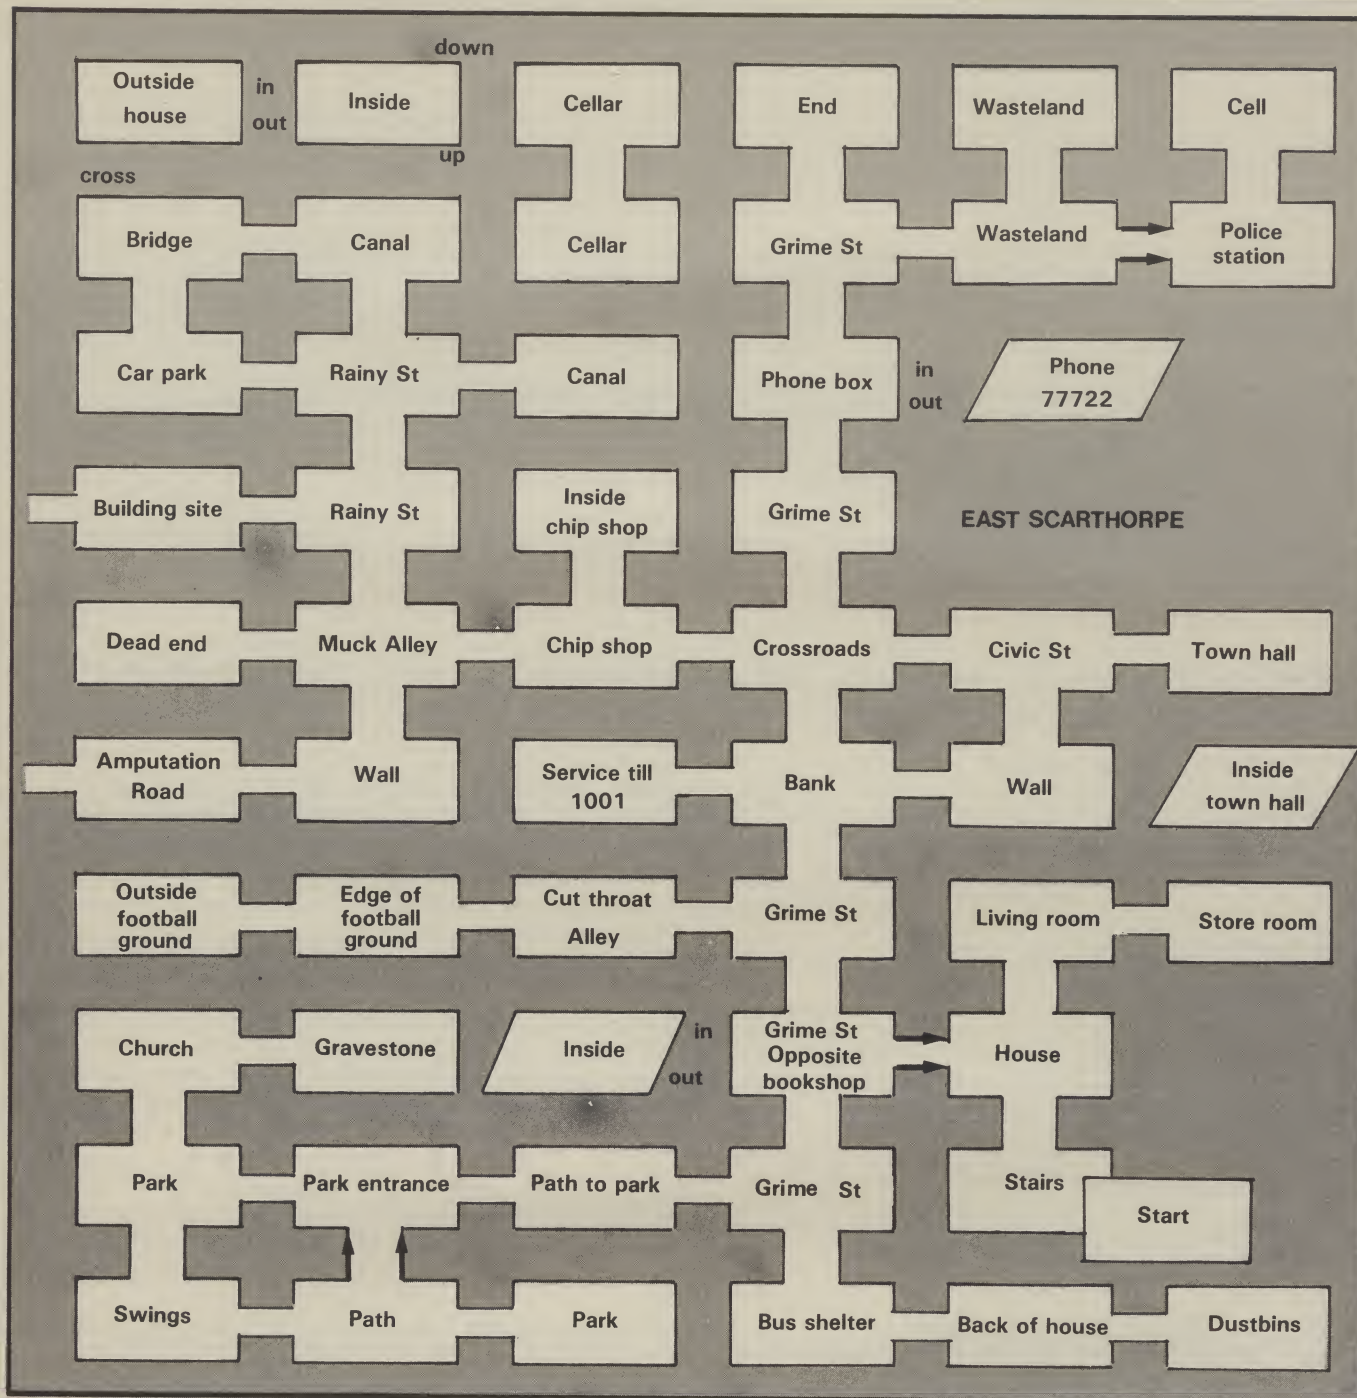 down
Outside
house
in
out
Inside
Cellar
End
Wasteland
Cell
up
cross
Bridge
Canal
Cellar
Grime St
Wasteland
Police
station
Car park
Rainy St
Canal
Phone box
in
out
Phone
77722
Building site
Rainy St
Inside
chip shop
Grime St
EAST SCARTHORPE
Dead end
Muck Alley
Chip shop
Crossroads
Civic St
Town hall
Amputation
Road
Wall
Service till
1001
Bank
Wall
Inside
town hall
Outside
football
ground
Edge of
football
ground
Cut throat
Alley
Grime St
Living room
Store room
Church
Gravestone
Inside
in
out
Grime St
Opposite
bookshop
House
Park
Park entrance
Path to park
Grime St
Stairs
Start
Swings
Path
Park
Bus shelter
Back of house
Dustbins